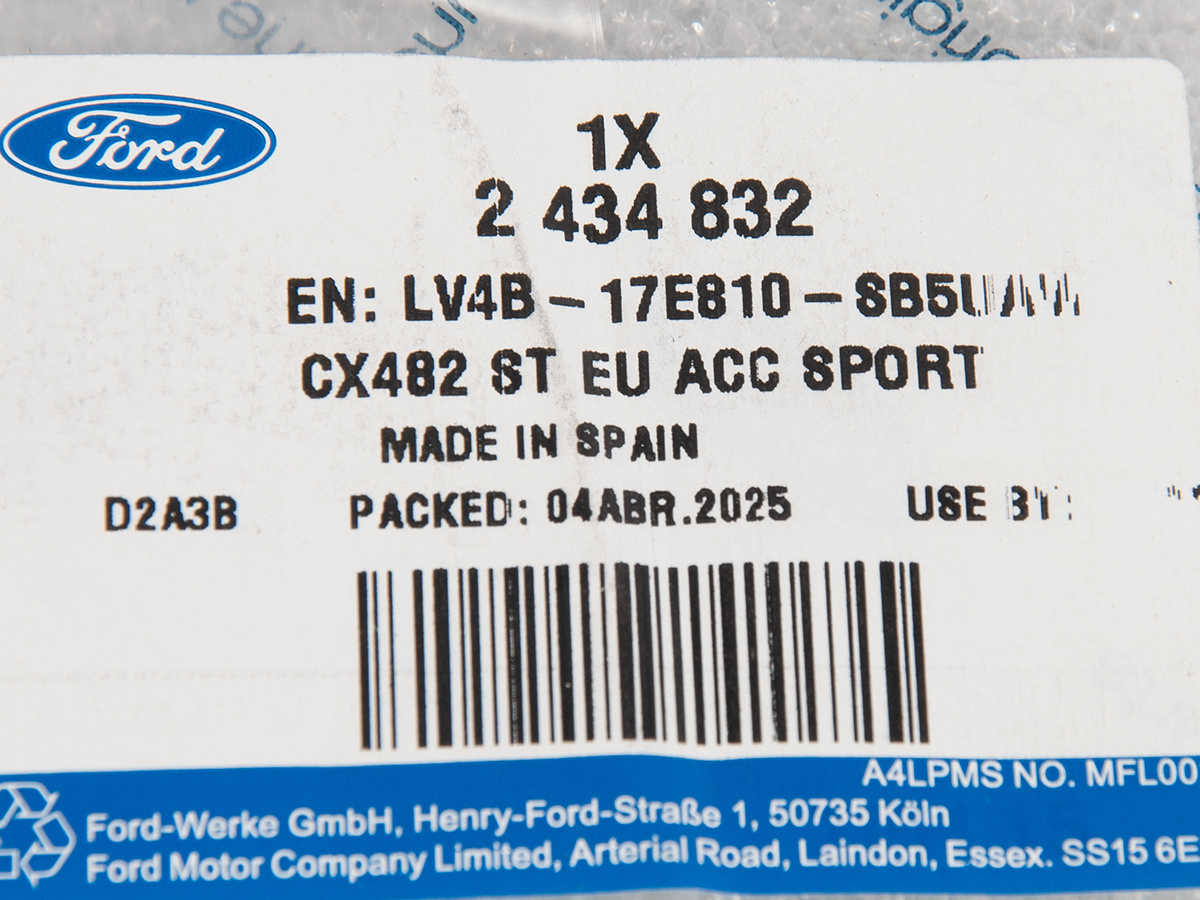 Ford
1X
2 434 832
EN: LV4B-17E810-SB5
CX482 ST EU ACC SPORT
MADE IN SPAIN
D2A3B PACKED: 04ABR.2025 USE BY:
A4LPMS NO. MFL00
Ford-Werke GmbH, Henry-Ford-Straße 1, 50735 Köln
Ford Motor Company Limited, Arterial Road, Laindon, Essex. SS15 6E